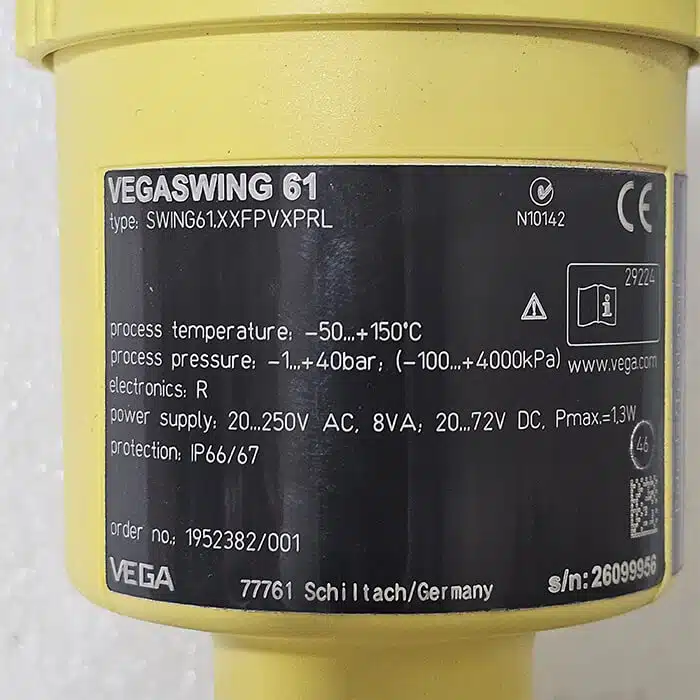 VEGASWING 61
type: SWING61.XXFPVXPRL
N10142
CE
29224
process temperature: -50...+150°C
process pressure: -1...+40bar; (-100...+4000kPa)
www.vega.com
electronics: R
power supply: 20...250V AC, 8VA; 20...72V DC, Pmax.=1,3W
protection: IP66/67
46
order no.: 1952382/001
VEGA
77761 Schiltach/Germany
s/n: 26099956